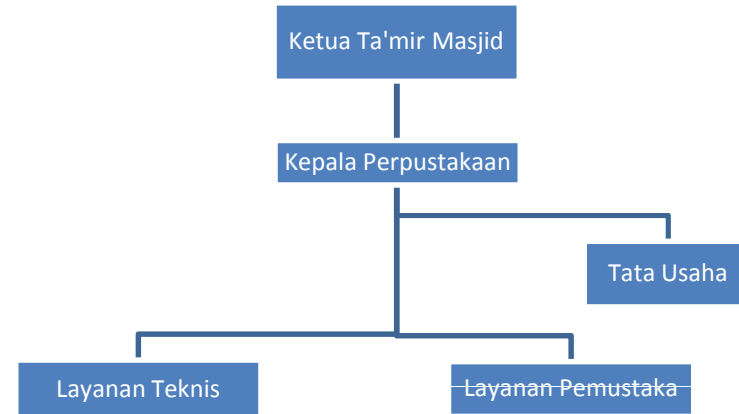 Ketua Ta'mir Masjid
Kepala Perpustakaan
Tata Usaha
Layanan Teknis
Layanan Pemustaka